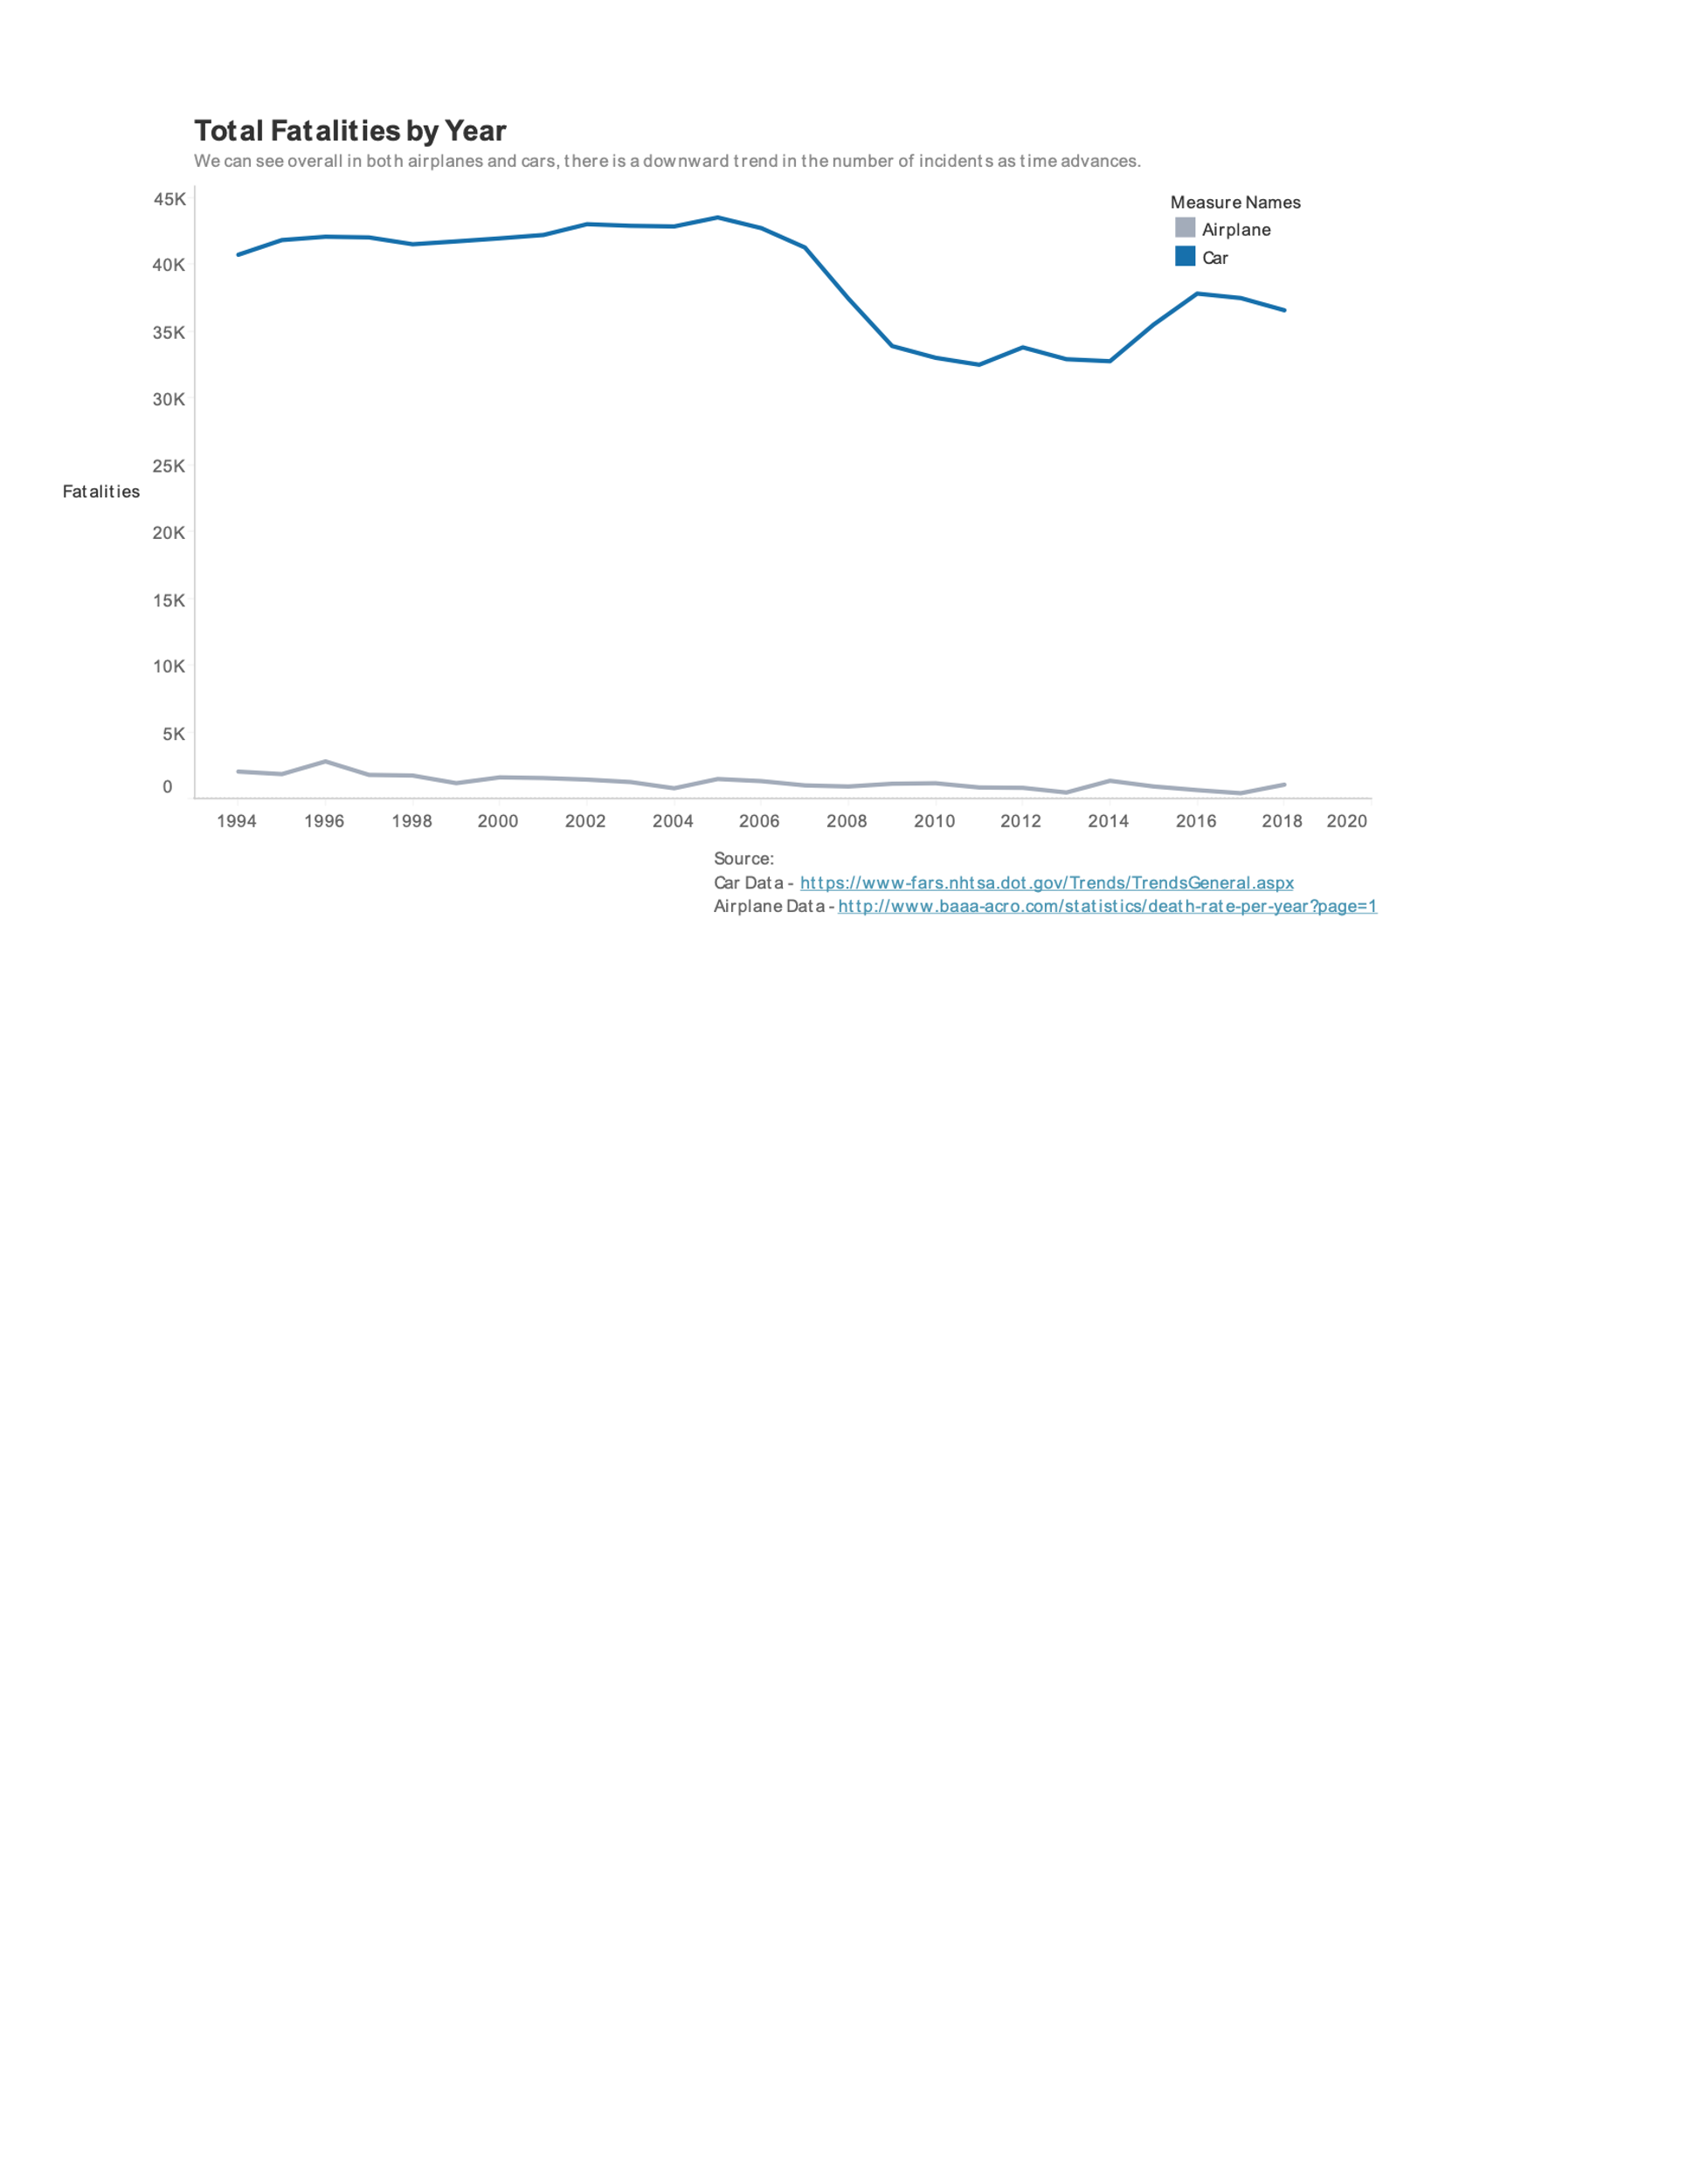 Total Fatalities by Year
We can see overall in both airplanes and cars, there is a downward trend in the number of incidents as time advances.
45K
Measure Names
Airplane
Car
40K
35K
30K
25K
Fatalities
20K
15K
10K
5K
0
1994 1996 1998 2000 2002 2004 2006 2008 2010 2012 2014 2016 2018 2020
Source:
Car Data - https://www-fars.nhtsa.dot.gov/Trends/TrendsGeneral.aspx
Airplane Data - http://www.baaa-acro.com/statistics/death-rate-per-year?page=1